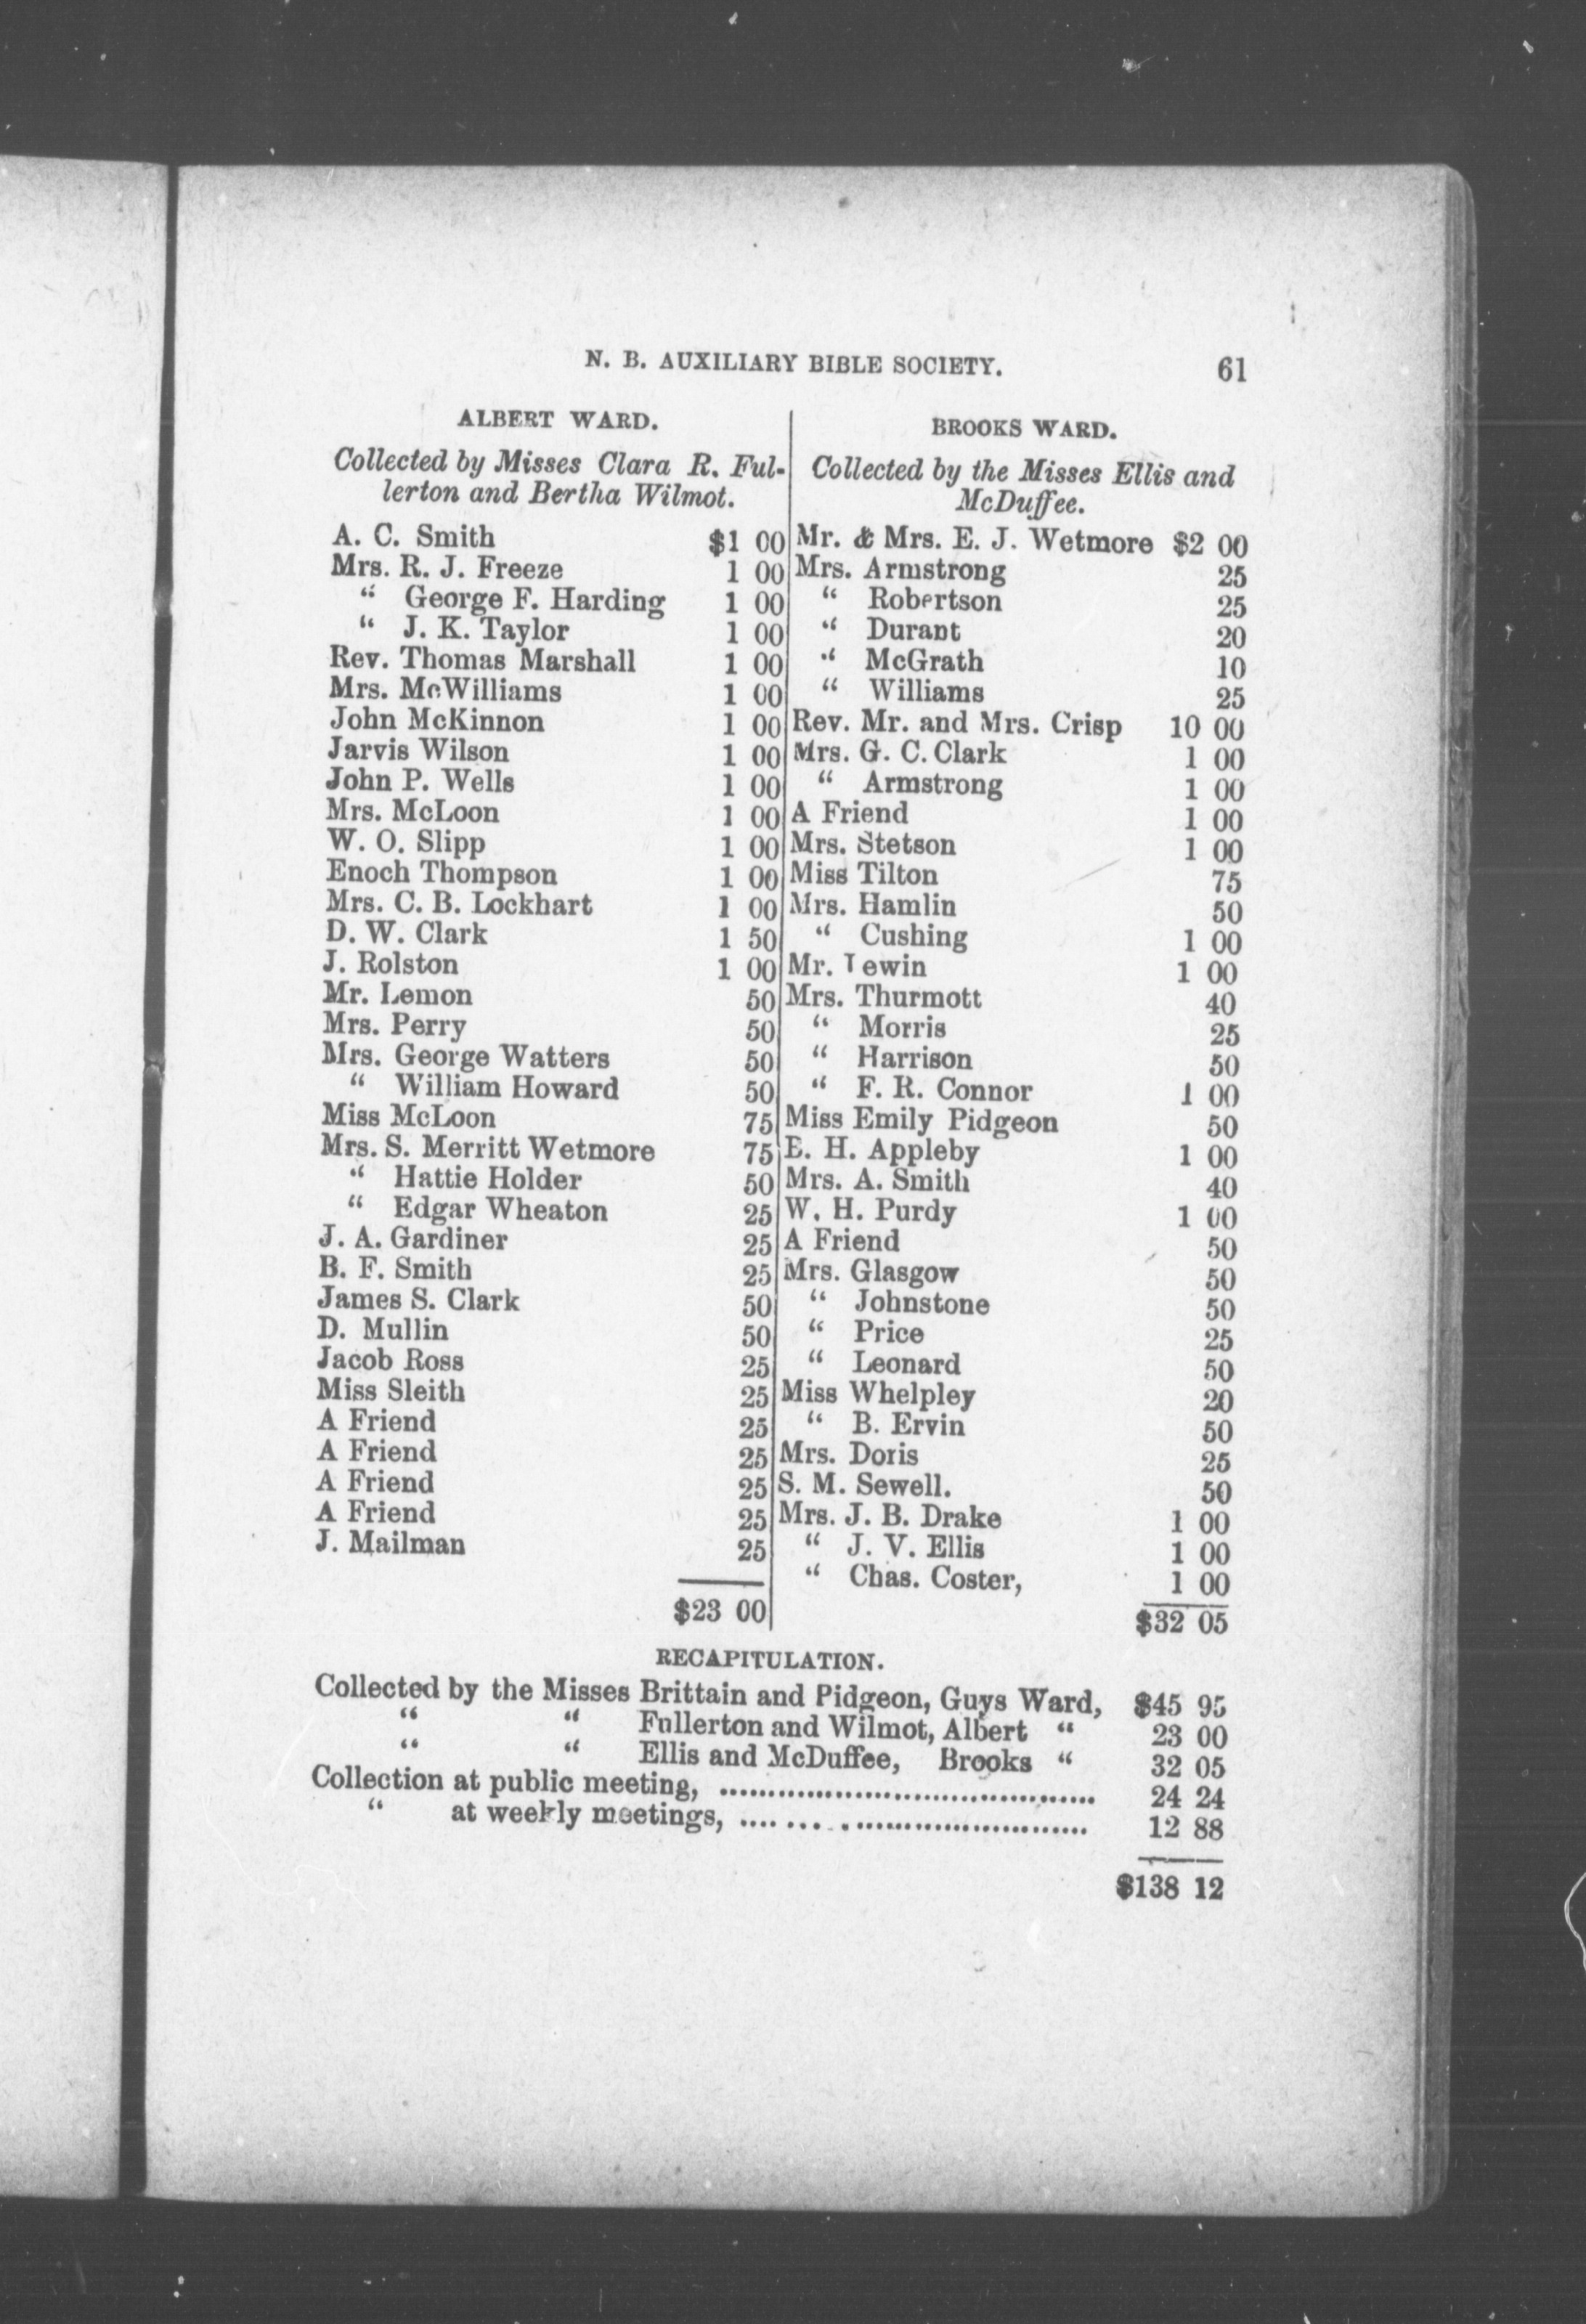 N. B. AUXILIARY BIBLE SOCIETY. 61
ALBERT WARD.
Collected by Misses Clara R. Ful-
lerton and Bertha Wilmot.
A. C. Smith $1 00
Mrs. R. J. Freeze 1 00
“ George F. Harding 1 00
“ J. K. Taylor 1 00
Rev. Thomas Marshall 1 00
Mrs. McWilliams 1 00
John McKinnon 1 00
Jarvis Wilson 1 00
John P. Wells 1 00
Mrs. McLoon 1 00
W. O. Slipp 1 00
Enoch Thompson 1 00
Mrs. C. B. Lockhart 1 00
D. W. Clark 1 50
J. Rolston 1 00
Mr. Lemon 50
Mrs. Perry 50
Mrs. George Watters 50
“ William Howard 50
Miss McLoon 75
Mrs. S. Merritt Wetmore 75
“ Hattie Holder 50
“ Edgar Wheaton 25
J. A. Gardiner 25
B. F. Smith 25
James S. Clark 50
D. Mullin 50
Jacob Ross 25
Miss Sleith 25
A Friend 25
A Friend 25
A Friend 25
A Friend 25
J. Mailman 25
$23 00
BROOKS WARD.
Collected by the Misses Ellis and
McDuffee.
Mr. & Mrs. E. J. Wetmore $2 00
Mrs. Armstrong 25
“ Robertson 25
“ Durant 20
“ McGrath 10
“ Williams 25
Rev. Mr. and Mrs. Crisp 10 00
Mrs. G. C. Clark 1 00
“ Armstrong 1 00
A Friend 1 00
Mrs. Stetson 1 00
Miss Tilton 75
Mrs. Hamlin 50
“ Cushing 1 00
Mr. 1 00
Mrs. Thurmott 40
“ Morris 25
“ Harrison 50
“ F. R. Connor 1 00
Miss Emily Pidgeon 50
E. H. Appleby 1 00
Mrs. A. Smith 40
W. H. Purdy 1 00
A Friend 50
Mrs. Glasgow 50
“ Johnstone 50
“ Price 25
“ Leonard 50
Miss Whelpley 20
“ B. Ervin 50
Mrs. Doris 25
S. M. Sewell. 50
Mrs. J. B. Drake 1 00
“ J. V. Ellis 1 00
“ Chas. Coster, 1 00
$32 05
RECAPITULATION.
Collected by the Misses Brittain and Pidgeon, Guys Ward, $45 95
“ “ Fullerton and Wilmot, Albert “ 23 00
“ “ Ellis and McDuffee, Brooks “ 32 05
Collection at public meeting, ........................................ 24 24
“ at weekly meetings, ........................................ 12 88
$138 12